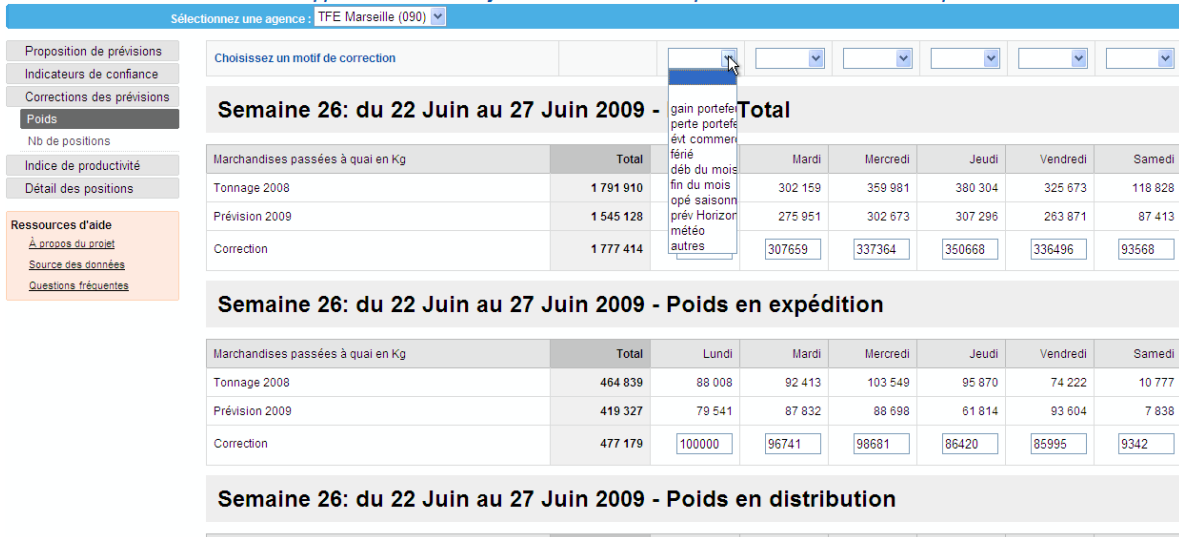 Sélectionnez une agence : TFE Marseille (090)
Proposition de prévisions
Indicateurs de confiance
Corrections des prévisions
Poids
Nb de positions
Indice de productivité
Détail des positions
Ressources d'aide
À propos du projet
Source des données
Questions fréquentes
Choisissez un motif de correction
gain portefeu
perte portefe
évt commerc
férié
déb du mois
fin du mois
opé saisonn
prév Horizon
météo
autres
Semaine 26: du 22 Juin au 27 Juin 2009 - Total
Marchandises passées à quai en Kg Total Mardi Mercredi Jeudi Vendredi Samedi
Tonnage 2008 1 791 910 302 159 359 981 380 304 325 673 118 828
Prévision 2009 1 545 128 275 951 302 673 307 296 263 871 87 413
Correction 1 777 414 307659 337364 350668 336496 93568
Semaine 26: du 22 Juin au 27 Juin 2009 - Poids en expédition
Marchandises passées à quai en Kg Total Lundi Mardi Mercredi Jeudi Vendredi Samedi
Tonnage 2008 464 839 88 008 92 413 103 549 95 870 74 222 10 777
Prévision 2009 419 327 79 541 87 832 88 698 61 814 93 604 7 838
Correction 477 179 100000 96741 98681 86420 85995 9342
Semaine 26: du 22 Juin au 27 Juin 2009 - Poids en distribution